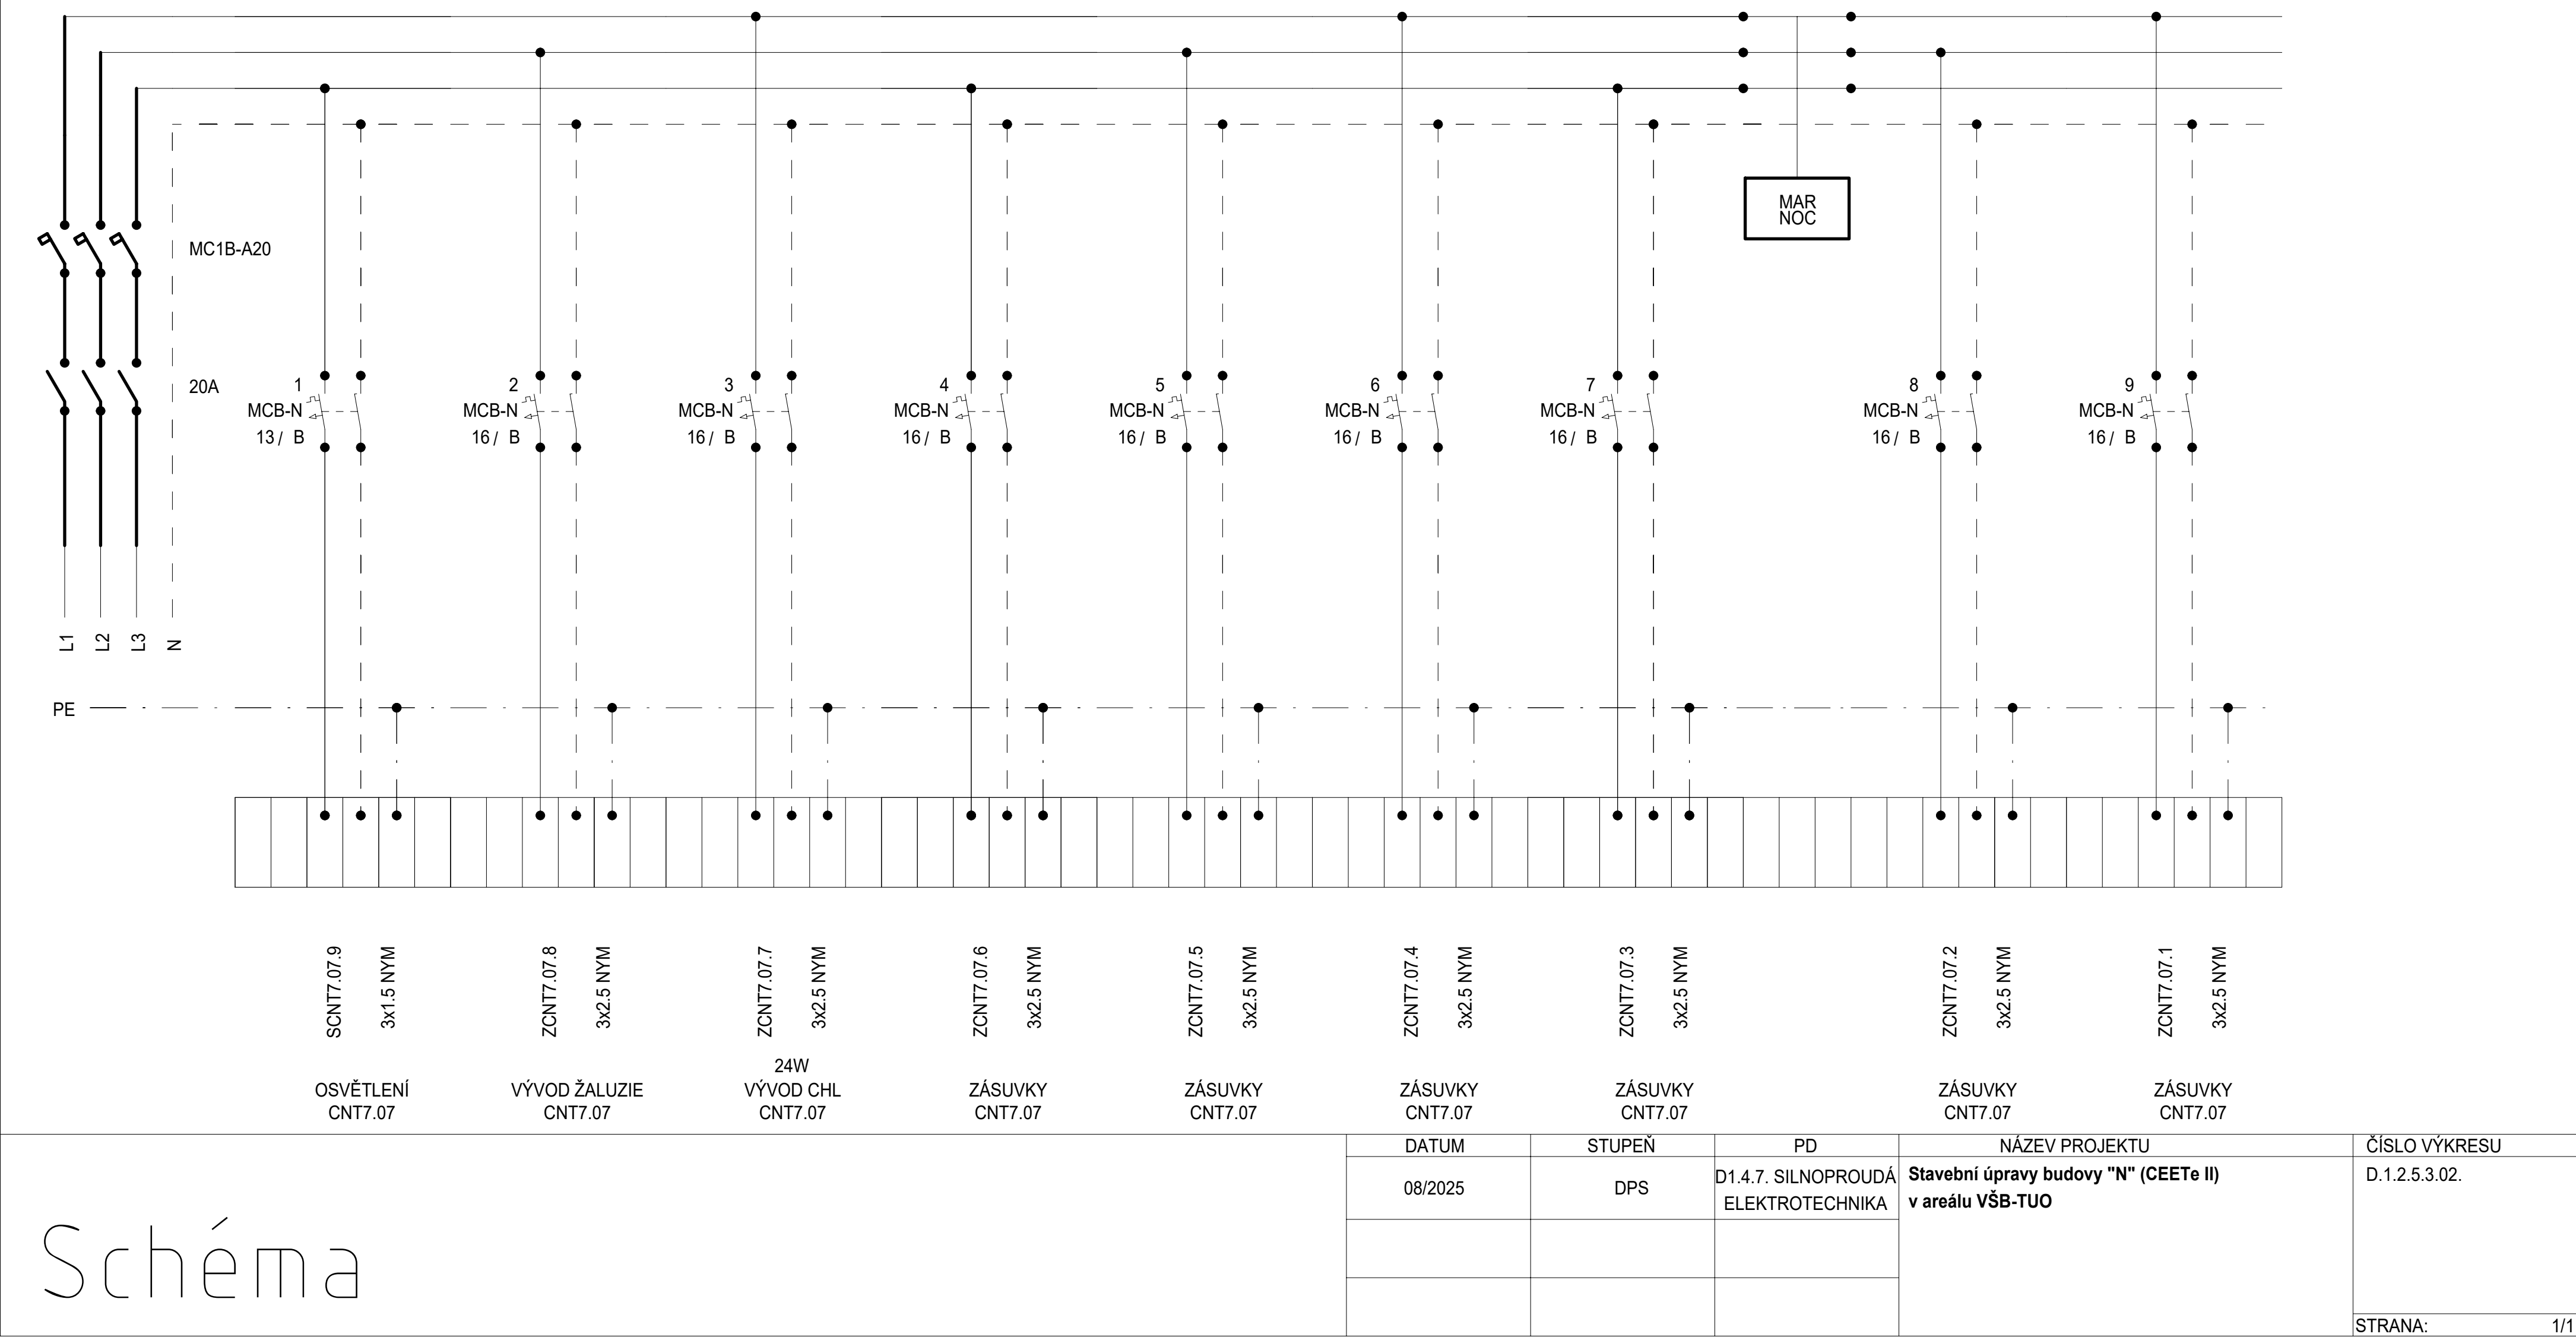 MAR
NOC
MC1B-A20
20A
1
MCB-N
13 / B
2
MCB-N
16 / B
3
MCB-N
16 / B
4
MCB-N
16 / B
5
MCB-N
16 / B
6
MCB-N
16 / B
7
MCB-N
16 / B
8
MCB-N
16 / B
9
MCB-N
16 / B
L1
L2
L3
N
PE
SCNT7.07.9
3x1.5 NYM
ZCNT7.07.8
3x2.5 NYM
ZCNT7.07.7
3x2.5 NYM
ZCNT7.07.6
3x2.5 NYM
ZCNT7.07.5
3x2.5 NYM
ZCNT7.07.4
3x2.5 NYM
ZCNT7.07.3
3x2.5 NYM
ZCNT7.07.2
3x2.5 NYM
ZCNT7.07.1
3x2.5 NYM
OSVĚTLENÍ
CNT7.07
VÝVOD ŽALUZIE
CNT7.07
24W
VÝVOD CHL
CNT7.07
ZÁSUVKY
CNT7.07
ZÁSUVKY
CNT7.07
ZÁSUVKY
CNT7.07
ZÁSUVKY
CNT7.07
ZÁSUVKY
CNT7.07
ZÁSUVKY
CNT7.07
Schéma
DATUM
08/2025
STUPEŇ
DPS
PD
D1.4.7. SILNOPROUDÁ
ELEKTROTECHNIKA
NÁZEV PROJEKTU
Stavební úpravy budovy "N" (CEETe II)
v areálu VŠB-TUO
ČÍSLO VÝKRESU
D.1.2.5.3.02.
STRANA: 1/1